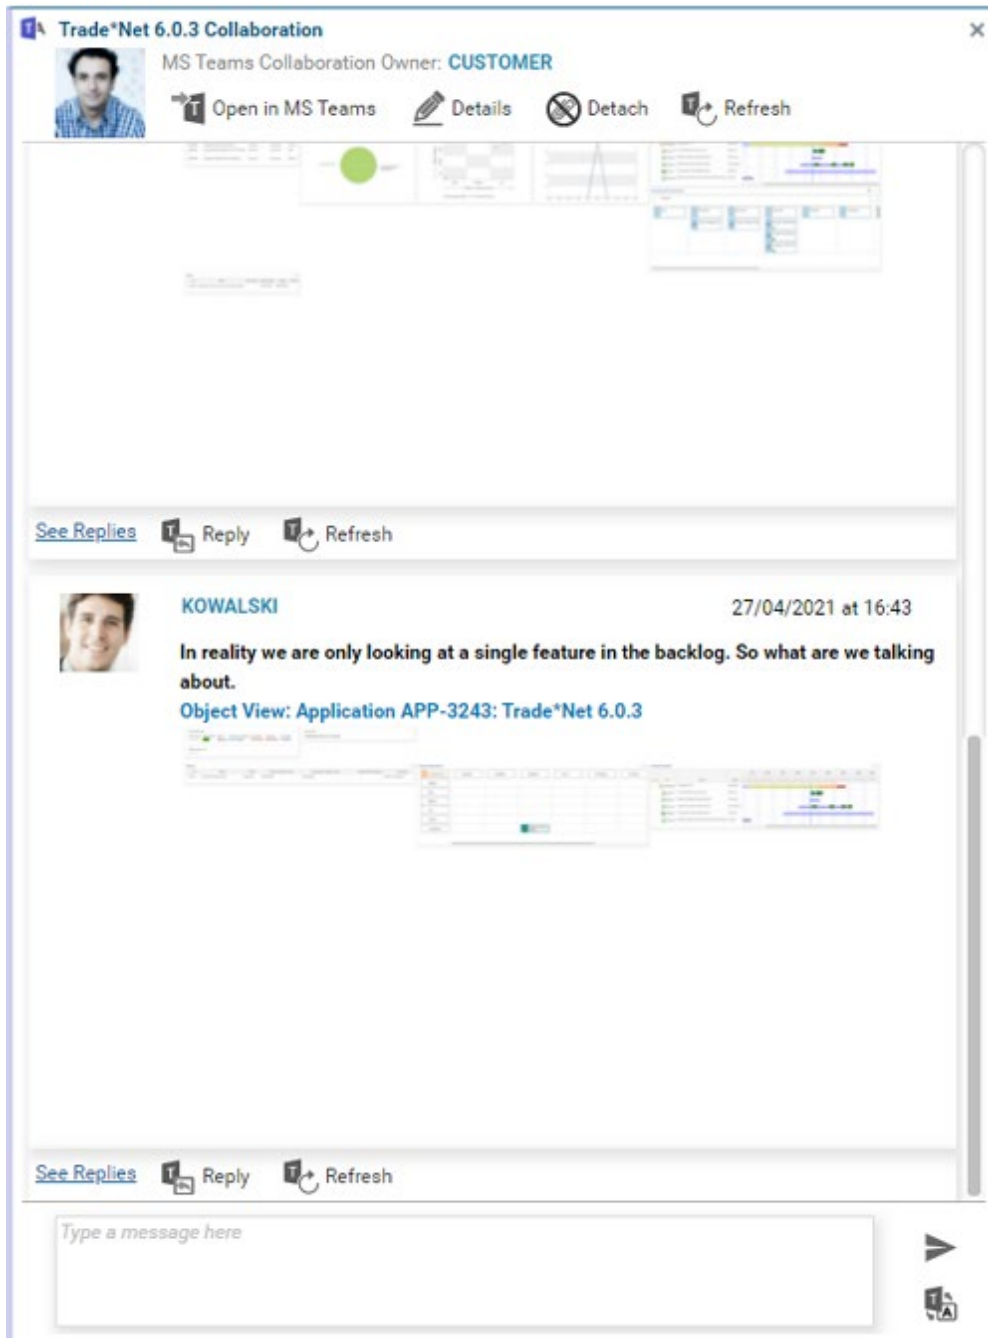 Trade*Net 6.0.3 Collaboration
MS Teams Collaboration Owner: CUSTOMER
Open in MS Teams Details Detach Refresh
See Replies Reply Refresh
KOWALSKI 27/04/2021 at 16:43
In reality we are only looking at a single feature in the backlog. So what are we talking
about.
Object View: Application APP-3243: Trade*Net 6.0.3
See Replies Reply Refresh
Type a message here